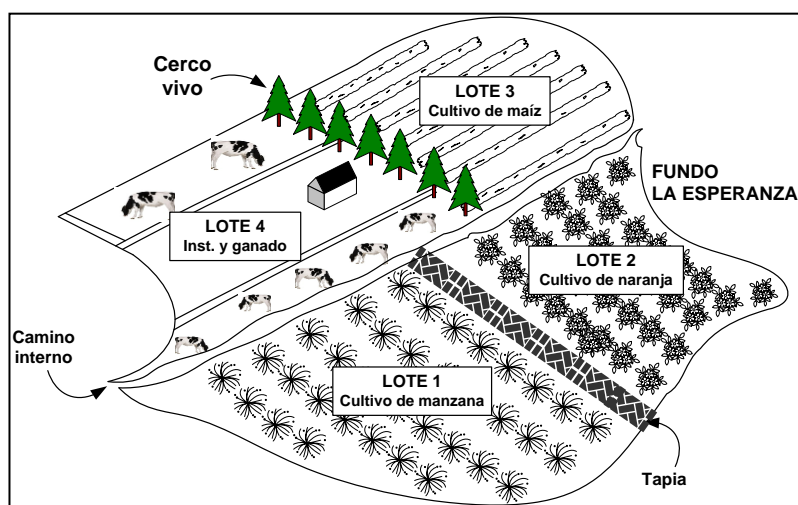 Cerco
vivo
LOTE 3
Cultivo de maíz
FUNDO
LA ESPERANZA
LOTE 4
Inst. y ganado
LOTE 2
Cultivo de naranja
Camino
interno
LOTE 1
Cultivo de manzana
Tapia